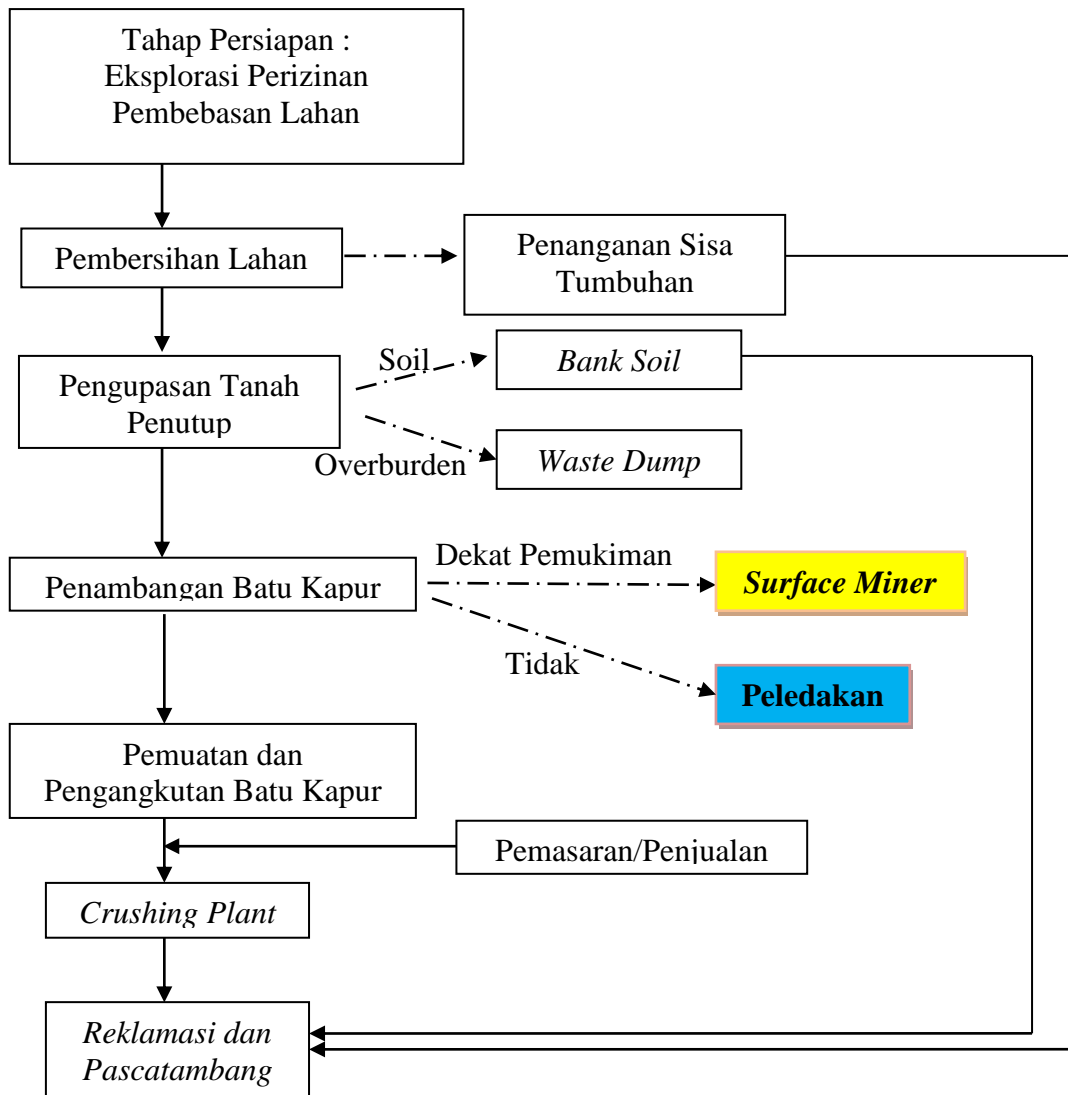 Tahap Persiapan :
Eksplorasi Perizinan
Pembebasan Lahan
Pembersihan Lahan
Penanganan Sisa
Tumbuhan
Pengupasan Tanah
Penutup
Soil
Bank Soil
Overburden
Waste Dump
Penambangan Batu Kapur
Dekat Pemukiman
Surface Miner
Tidak
Peledakan
Pemuatan dan
Pengangkutan Batu Kapur
Pemasaran/Penjualan
Crushing Plant
Reklamasi dan
Pascatambang